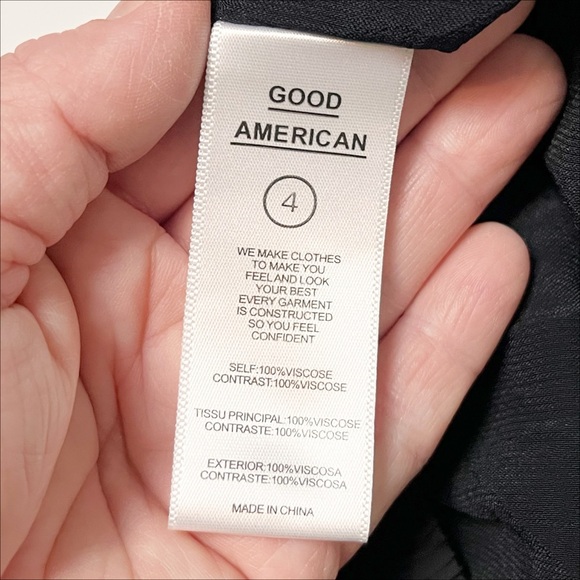 GOOD
AMERICAN
4
WE MAKE CLOTHES
TO MAKE YOU
FEEL AND LOOK
YOUR BEST
EVERY GARMENT
IS CONSTRUCTED
SO YOU FEEL
CONFIDENT
SELF:100%VISCOSE
CONTRAST:100%VISCOSE
TISSU PRINCIPAL:100%VISCOSE
CONTRASTE:100%VISCOSE
EXTERIOR:100%VISCOSA
CONTRASTE:100%VISCOSA
MADE IN CHINA